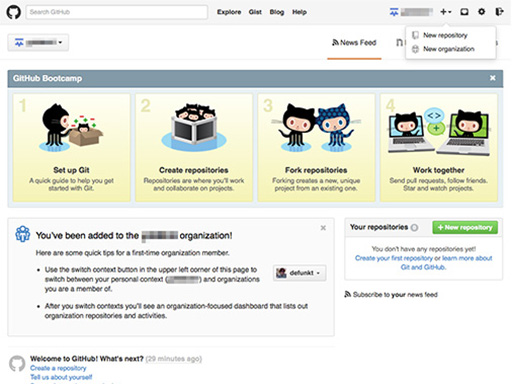 Search GitHub
Explore Gist Blog Help
New repository
New organization
News Feed
GitHub Bootcamp
1
Set up Git
A quick guide to help you get started with Git.
2
Create repositories
Repositories are where you'll work and collaborate on projects.
3
Fork repositories
Forking creates a new, unique project from an existing one.
4
Work together
Send pull requests, follow friends. Star and watch projects.
You've been added to the organization!
Here are some quick tips for a first-time organization member.
Use the switch context button in the upper left corner of this page to
switch between your personal context ( ) and organizations
you are a member of.
defunkt
After you switch contexts you'll see an organization-focused dashboard that lists out
organization repositories and activities.
Your repositories 0
+ New repository
You don't have any repositories yet!
Create your first repository or learn more
about Git and GitHub.
Subscribe to your news feed
Welcome to GitHub! What's next? (29 minutes ago)
Create a repository
Tell us about yourself